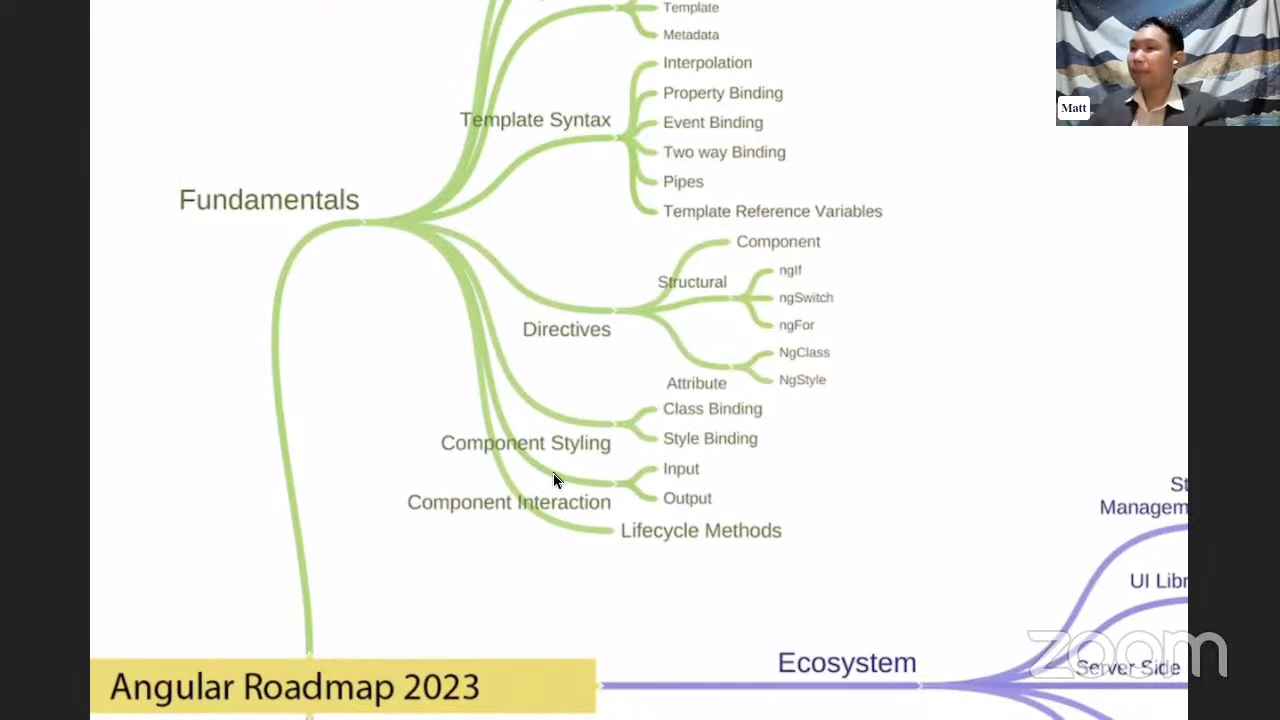 Template
Metadata
Interpolation
Property Binding
Template Syntax
Event Binding
Two way Binding
Pipes
Template Reference Variables
Fundamentals
Component
Structural
ngIf
ngSwitch
ngFor
Directives
NgClass
NgStyle
Attribute
Class Binding
Style Binding
Component Styling
Input
Output
Component Interaction
Lifecycle Methods
Matt
St
Managem
UI Libr
Server Side
Ecosystem
zoom
Angular Roadmap 2023